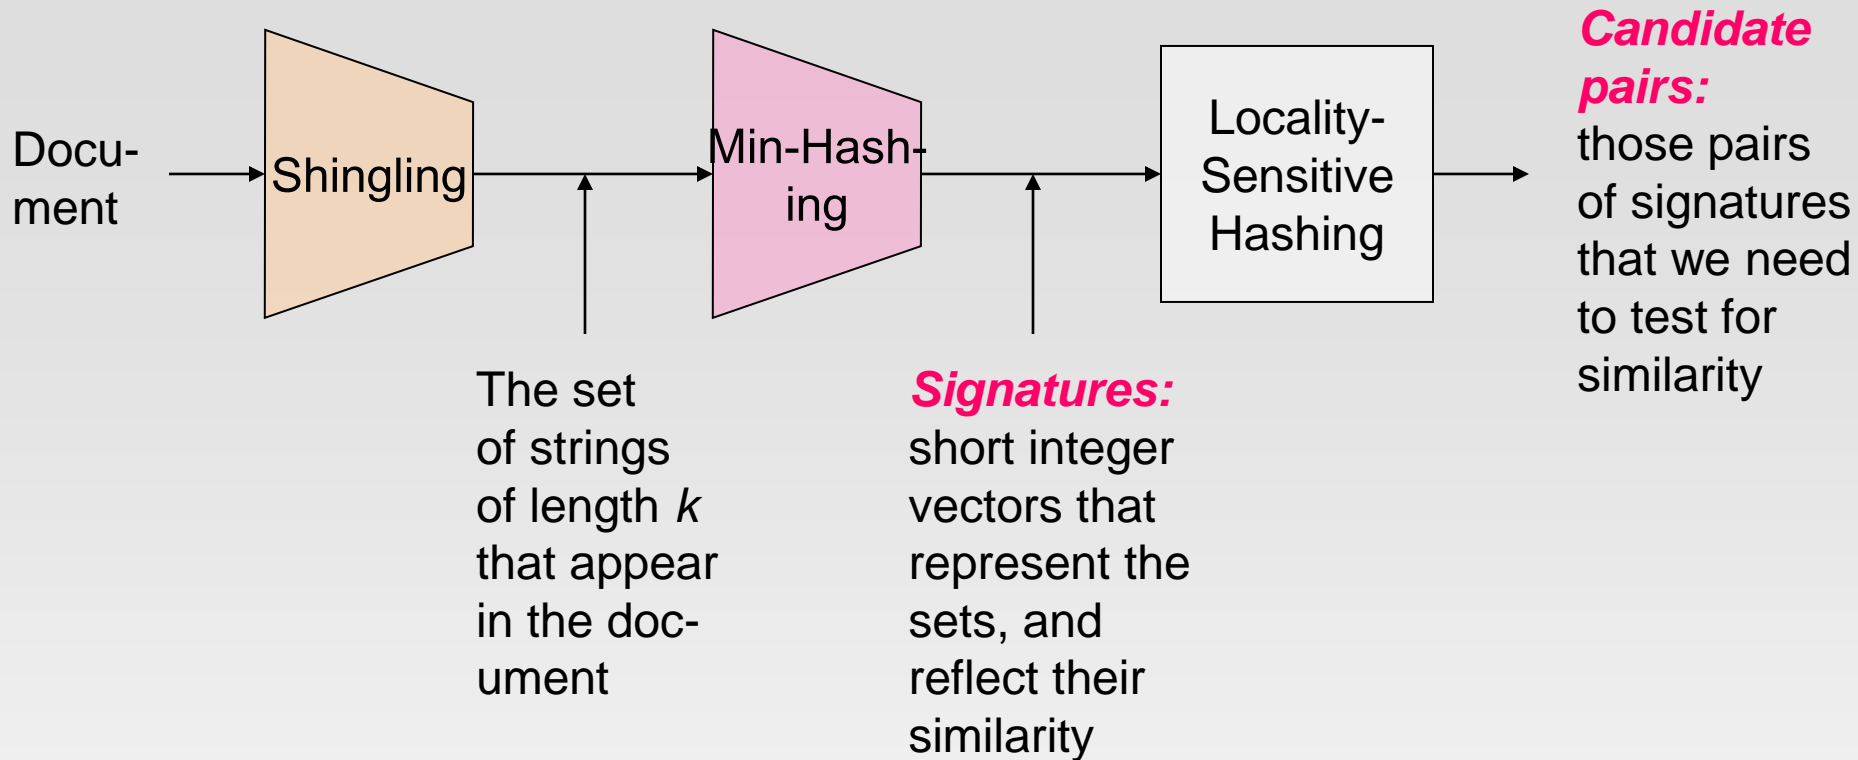 Docu-
ment
Shingling
The set
of strings
of length k
that appear
in the doc-
ument
Min-Hash-
ing
Signatures:
short integer
vectors that
represent the
sets, and
reflect their
similarity
Locality-
Sensitive
Hashing
Candidate
pairs:
those pairs
of signatures
that we need
to test for
similarity